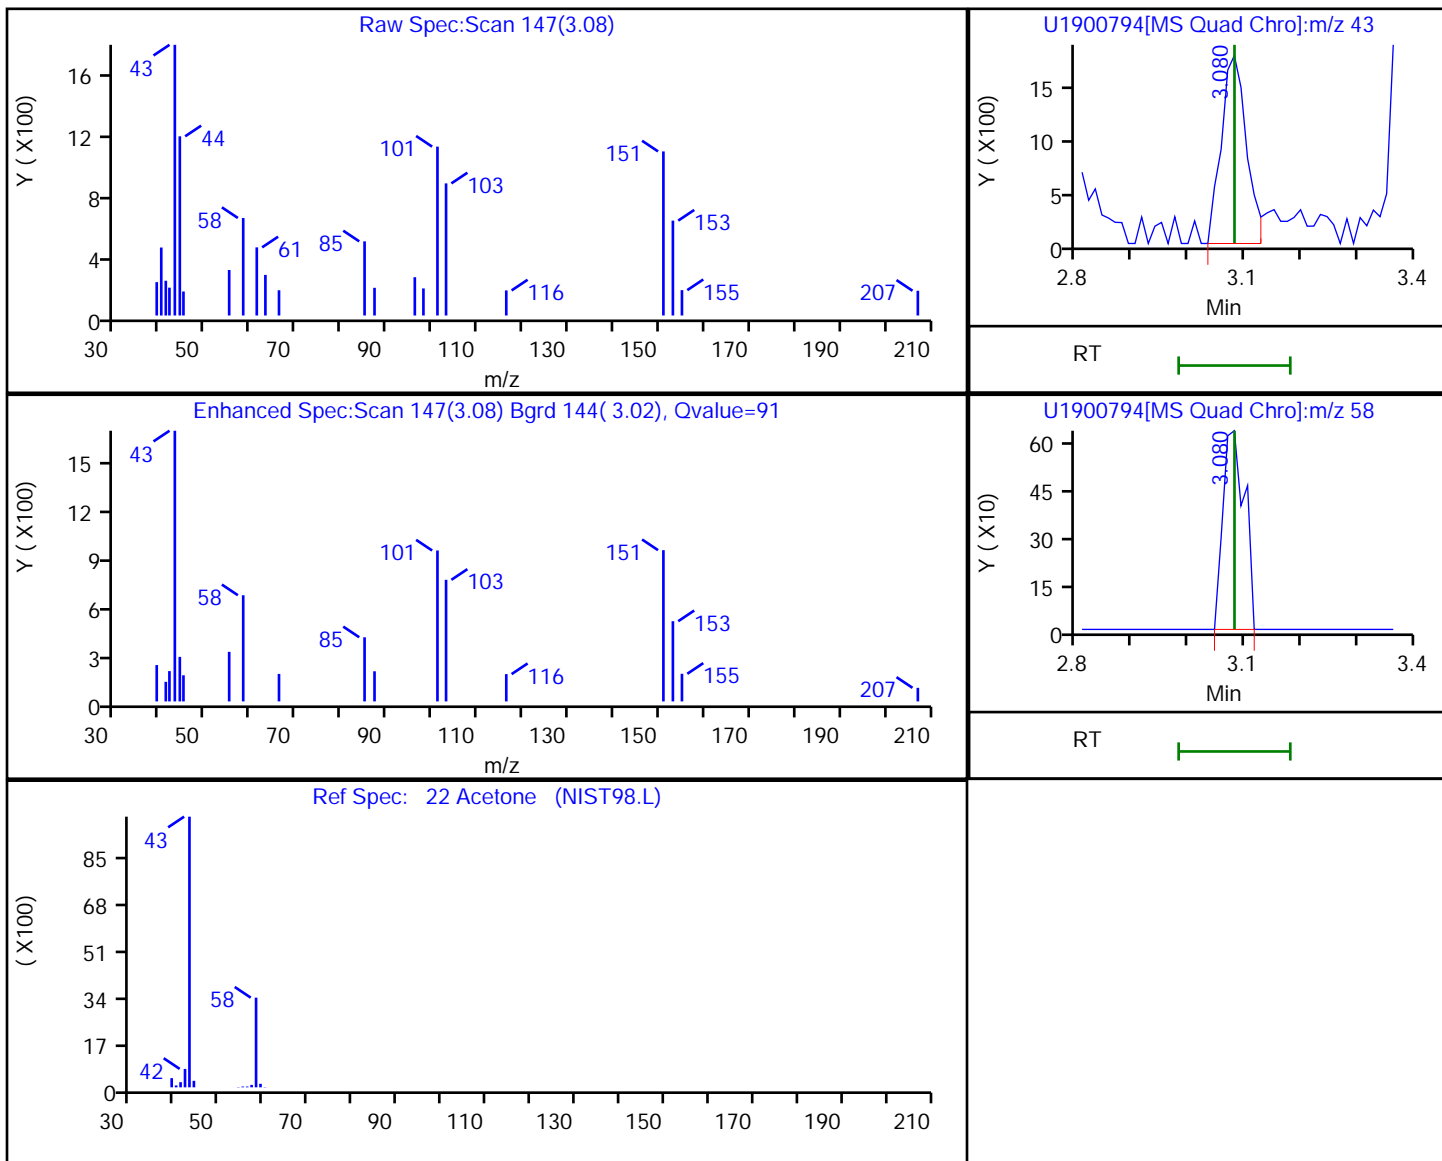 Raw Spec:Scan 147(3.08)
Y ( X100)
16
12
8
4
0
43
44
58
61
85
101
103
116
151
153
155
207
30 50 70 90 110 130 150 170 190 210
m/z
U1900794[MS Quad Chro]:m/z 43
Y ( X100)
15
10
5
0
3.080
2.8 3.1 3.4
Min
RT
Enhanced Spec:Scan 147(3.08) Bgrd 144( 3.02), Qvalue=91
Y ( X100)
15
12
9
6
3
0
43
58
85
101
103
116
151
153
155
207
30 50 70 90 110 130 150 170 190 210
m/z
U1900794[MS Quad Chro]:m/z 58
Y ( X10)
60
45
30
15
0
3.080
2.8 3.1 3.4
Min
RT
Ref Spec: 22 Acetone (NIST98.L)
( X100)
85
68
51
34
17
0
43
58
42
30 50 70 90 110 130 150 170 190 210